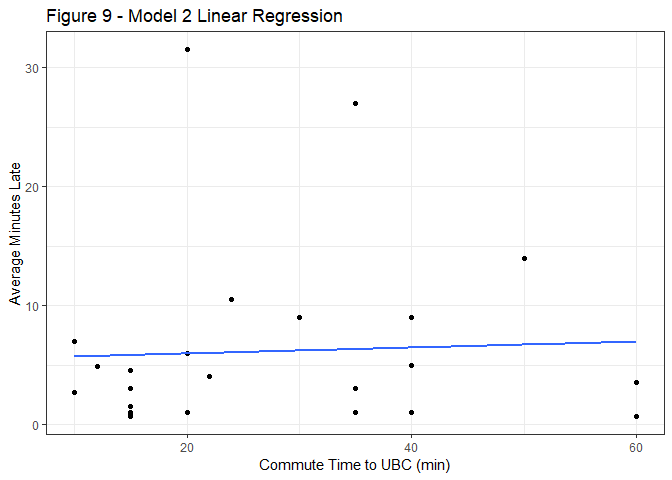 Figure 9 - Model 2 Linear Regression
30
20
10
0
Average Minutes Late
20 40 60
Commute Time to UBC (min)